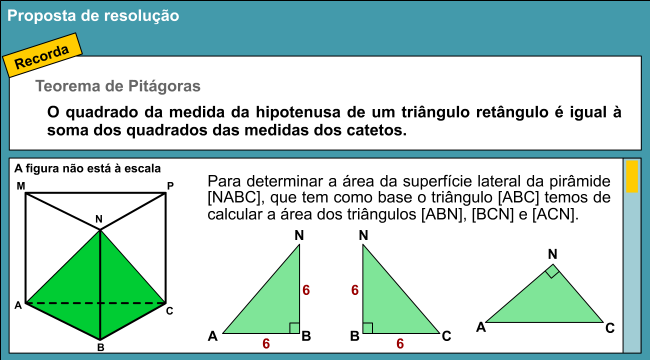 Proposta de resolução
Recorda
Teorema de Pitágoras
O quadrado da medida da hipotenusa de um triângulo retângulo é igual à
soma dos quadrados das medidas dos catetos.
A figura não está à escala
M
P
N
A
C
B
Para determinar a área da superfície lateral da pirâmide
[NABC], que tem como base o triângulo [ABC] temos de
calcular a área dos triângulos [ABN], [BCN] e [ACN].
N
6
A
B
6
N
6
B
C
6
N
A
C